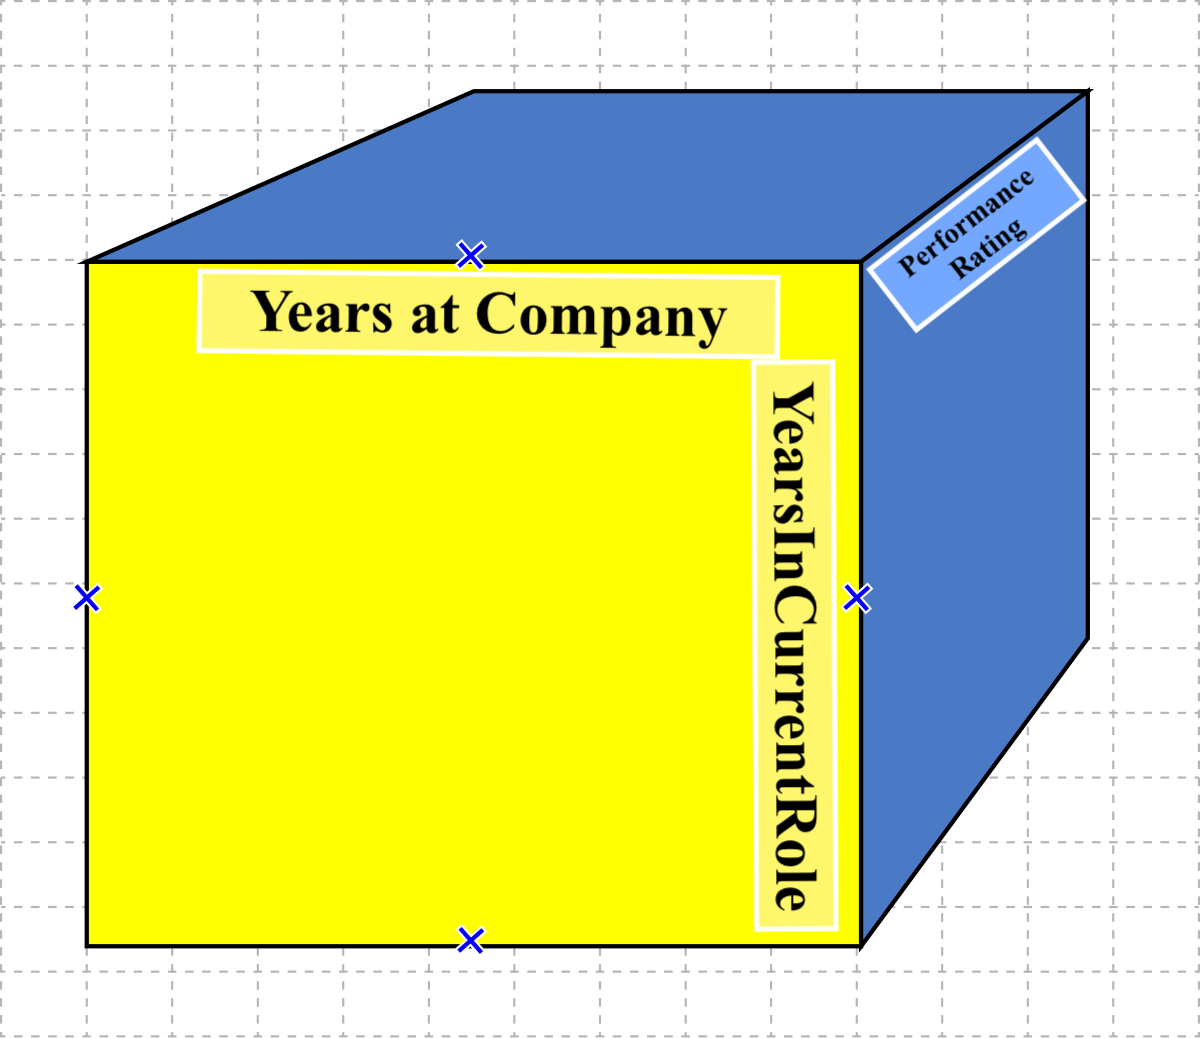 Years at Company
Performance
Rating
YearsInCurrentRole